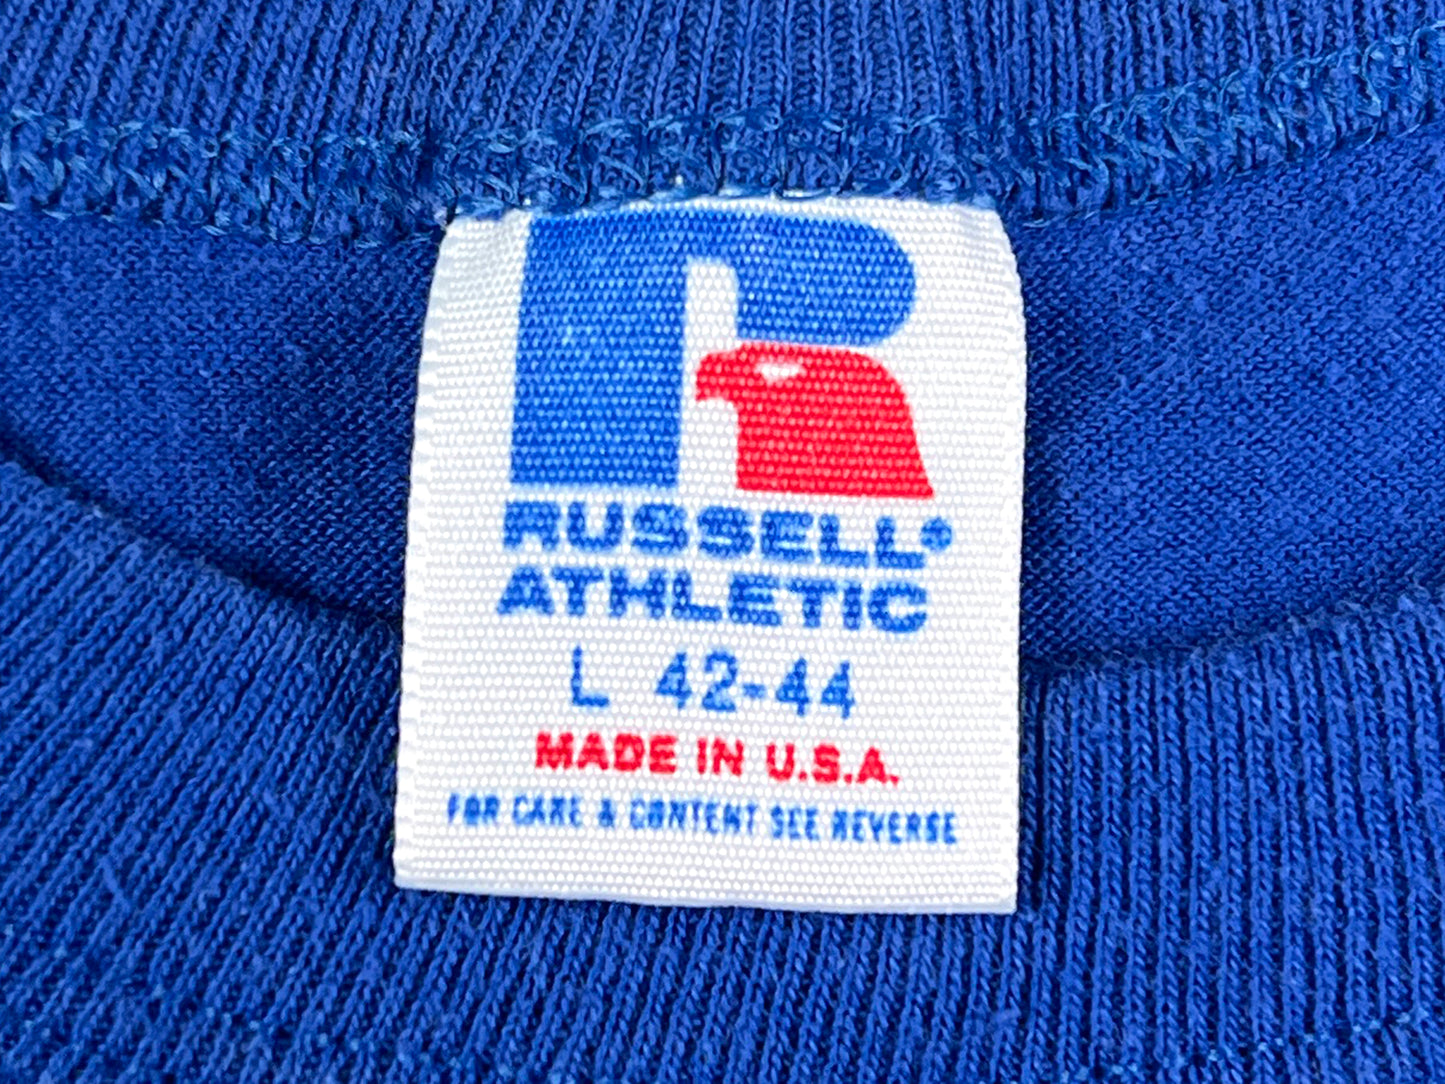 R
RUSSELL®
ATHLETIC
L 42-44
MADE IN U.S.A.
FOR CARE & CONTENT SEE REVERSE